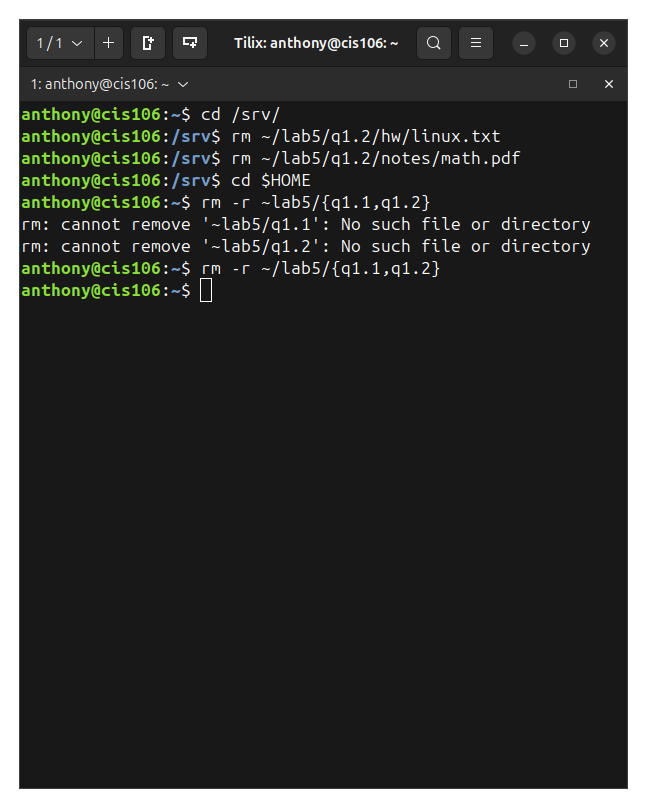 1 / 1
Tilix: anthony@cis106: ~
1: anthony@cis106: ~
anthony@cis106:~$ cd /srv/
anthony@cis106:/srv$ rm ~/lab5/q1.2/hw/linux.txt
anthony@cis106:/srv$ rm ~/lab5/q1.2/notes/math.pdf
anthony@cis106:/srv$ cd $HOME
anthony@cis106:~$ rm -r ~lab5/{q1.1,q1.2}
rm: cannot remove '~lab5/q1.1': No such file or directory
rm: cannot remove '~lab5/q1.2': No such file or directory
anthony@cis106:~$ rm -r ~/lab5/{q1.1,q1.2}
anthony@cis106:~$